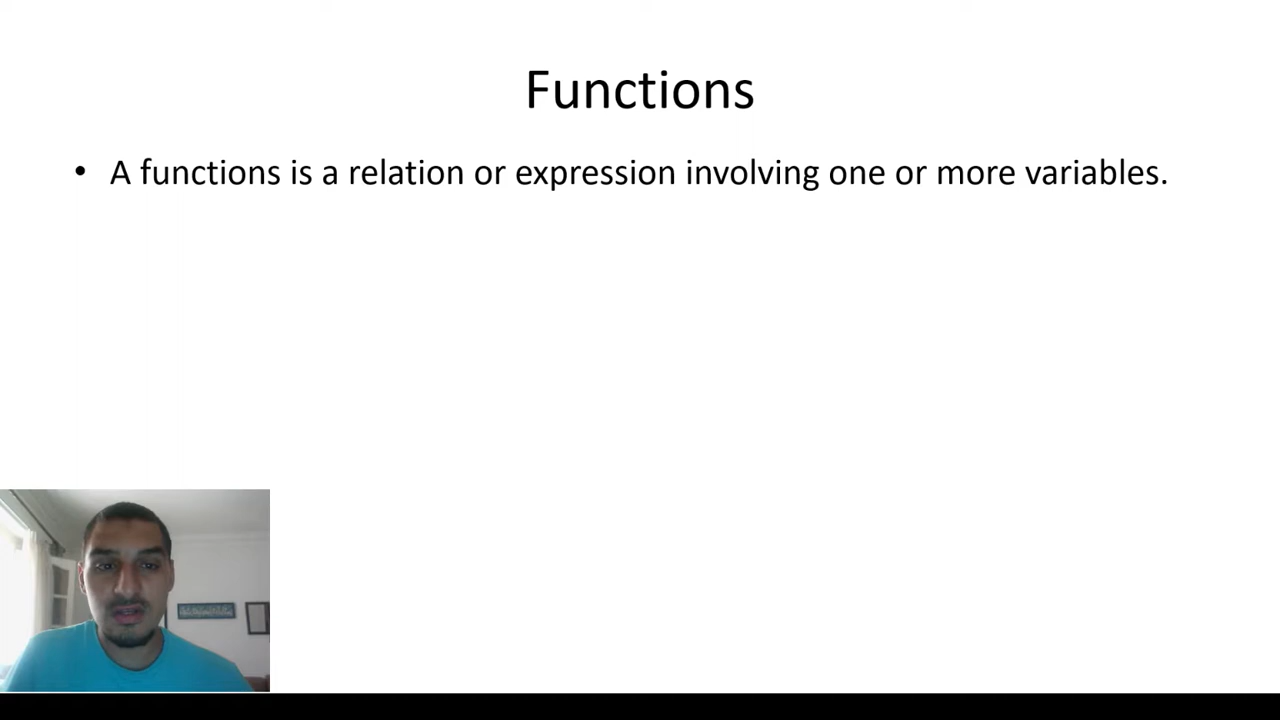 Functions
• A functions is a relation or expression involving one or more variables.